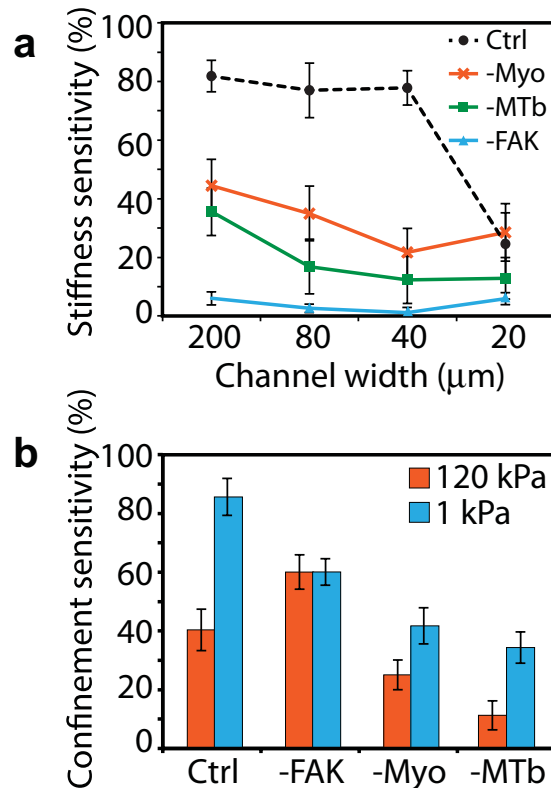 a
Stiffness sensitivity (%)
100
80
60
40
20
0
Ctrl
-Myo
-MTb
-FAK
200 80 40 20
Channel width (μm)
b
Confinement sensitivity (%)
100
80
60
40
20
0
120 kPa
1 kPa
Ctrl -FAK -Myo -MTb